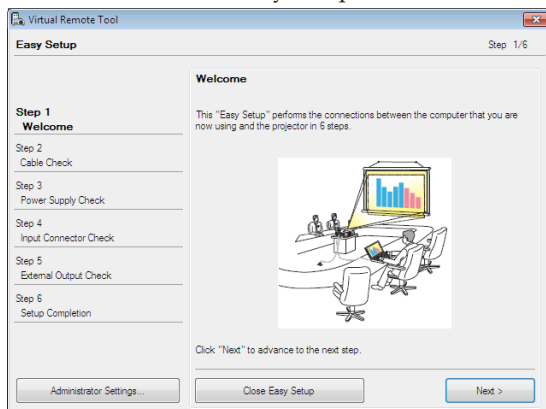 Virtual Remote Tool
Easy Setup
Step 1/6
Welcome
Step 1
Welcome
This "Easy Setup" performs the connections between the computer that you are
now using and the projector in 6 steps.
Step 2
Cable Check
Step 3
Power Supply Check
Step 4
Input Connector Check
Step 5
External Output Check
Step 6
Setup Completion
Click "Next" to advance to the next step.
Administrator Settings...
Close Easy Setup
Next >